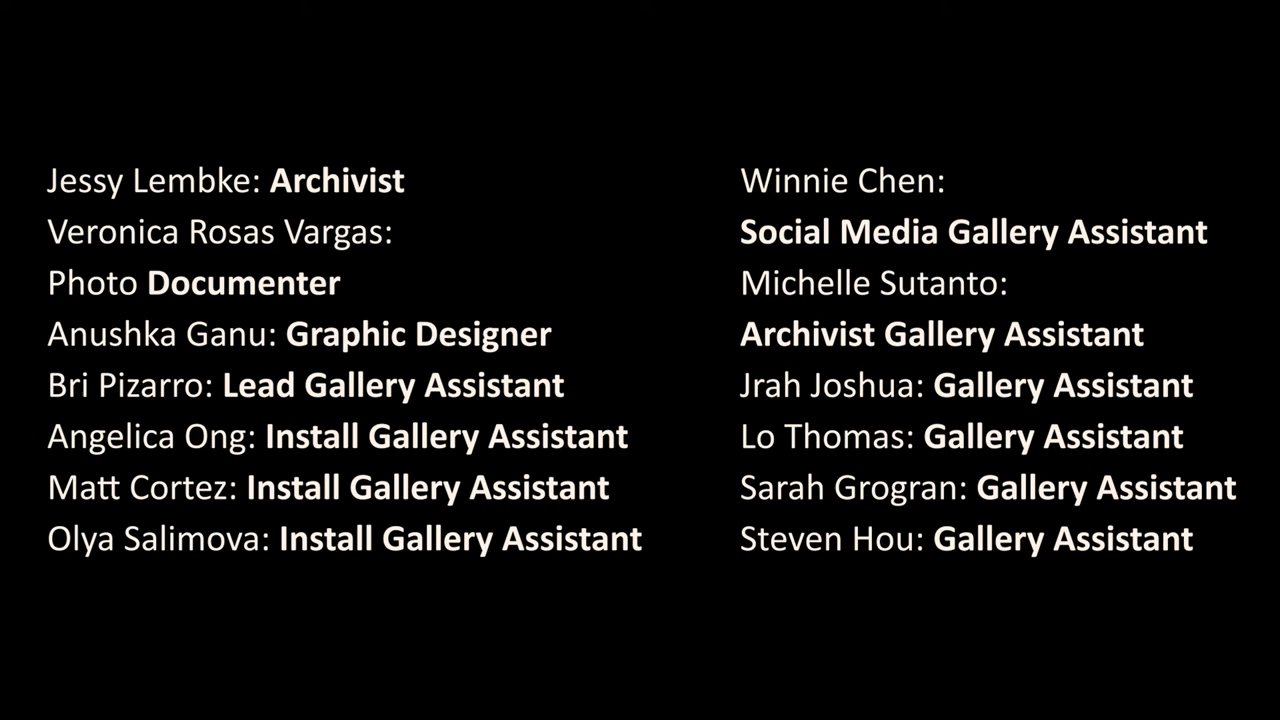 Jessy Lembke: Archivist
Veronica Rosas Vargas:
Photo Documenter
Anushka Ganu: Graphic Designer
Bri Pizarro: Lead Gallery Assistant
Angelica Ong: Install Gallery Assistant
Matt Cortez: Install Gallery Assistant
Olya Salimova: Install Gallery Assistant
Winnie Chen:
Social Media Gallery Assistant
Michelle Sutanto:
Archivist Gallery Assistant
Jrah Joshua: Gallery Assistant
Lo Thomas: Gallery Assistant
Sarah Grogran: Gallery Assistant
Steven Hou: Gallery Assistant